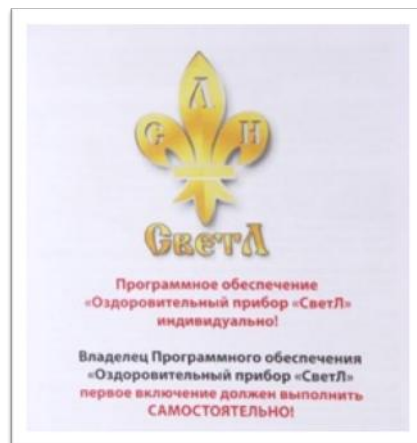 Л
С Н
СветЛ
Программное обеспечение
«Оздоровительный прибор «СветЛ»
индивидуально!
Владелец Программного обеспечения
«Оздоровительный прибор «СветЛ»
первое включение должен выполнить
САМОСТОЯТЕЛЬНО!